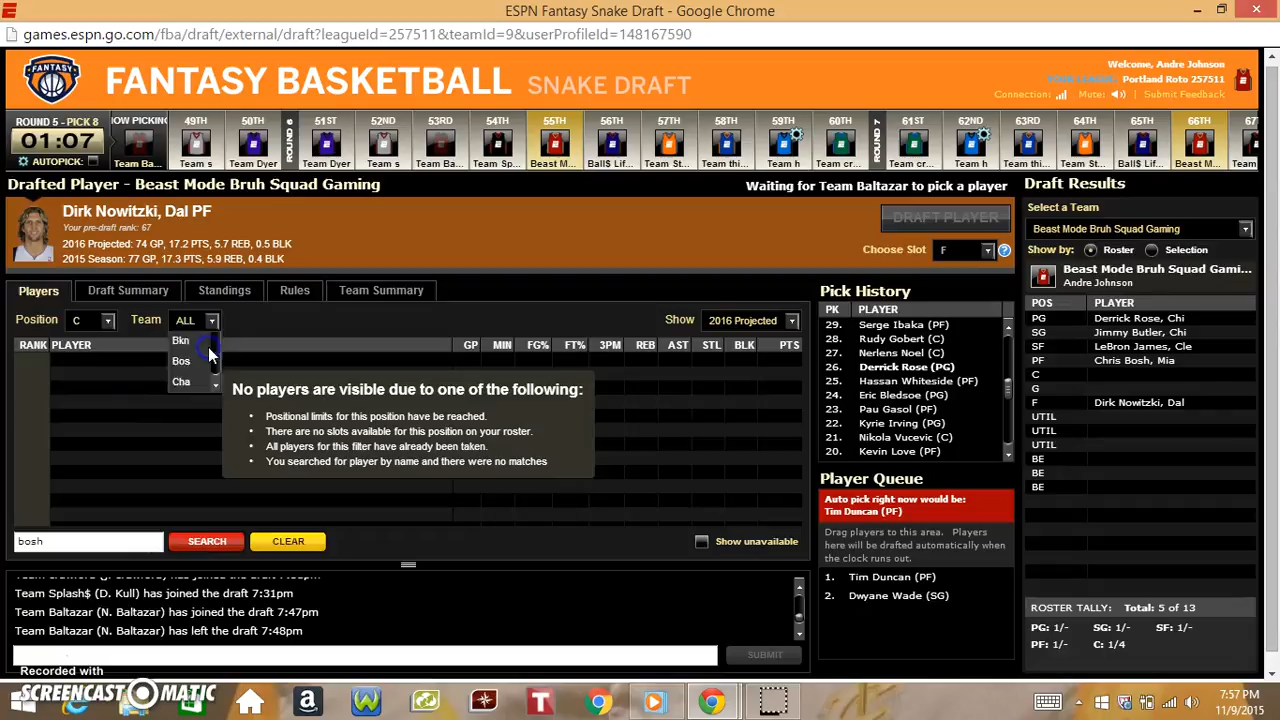 ESPN Fantasy Snake Draft - Google Chrome
games.espn.go.com/fba/draft/external/draft?leagueId=257511&teamId=9&userProfileId=148167590
FANTASY
FANTASY BASKETBALL SNAKE DRAFT
Welcome, Andre Johnson
Portland Roto 257511
Connection: Mute: Submit Feedback
ROUND 5 - PICK 8
01:07
AUTOPICK:
OW PICKING 49TH 50TH ROUND 6 51ST 52ND 53RD 54TH 55TH 56TH 57TH 58TH 59TH 60TH ROUND 7 61ST 62ND 63RD 64TH 65TH 66TH 67T
Team Ba... Team s Team Dyer Team Dyer Team s Team Ba... Team Sp... Beast M... Ball$ Lif... Team St... Team thi... Team h Team cr... Team cr... Team h Team thi... Team St... Ball$ Lif... Beast M... Team
Drafted Player - Beast Mode Bruh Squad Gaming
Waiting for Team Baltazar to pick a player
Dirk Nowitzki, Dal PF
Your pre-draft rank: 67
2016 Projected: 74 GP, 17.2 PTS, 5.7 REB, 0.5 BLK
2015 Season: 77 GP, 17.3 PTS, 5.9 REB, 0.4 BLK
DRAFT PLAYER
Choose Slot F ?
Players Draft Summary Standings Rules Team Summary
Position C Team ALL Show 2016 Projected
RANK PLAYER GP MIN FG% FT% 3PM REB AST STL BLK PTS
Bkn
Bos
Cha
No players are visible due to one of the following:
• Positional limits for this position have be reached.
• There are no slots available for this position on your roster.
• All players for this filter have already been taken.
• You searched for player by name and there were no matches
bosh SEARCH CLEAR Show unavailable
Team Splash$ (D. Kull) has joined the draft 7:31pm
Team Baltazar (N. Baltazar) has joined the draft 7:47pm
Team Baltazar (N. Baltazar) has left the draft 7:48pm
SUBMIT
Pick History
PK PLAYER
29. Serge Ibaka (PF)
28. Rudy Gobert (C)
27. Nerlens Noel (C)
26. Derrick Rose (PG)
25. Hassan Whiteside (PF)
24. Eric Bledsoe (PG)
23. Pau Gasol (PF)
22. Kyrie Irving (PG)
21. Nikola Vucevic (C)
20. Kevin Love (PF)
Player Queue
Auto pick right now would be:
Tim Duncan (PF)
Drag players to this area. Players
here will be drafted automatically when
the clock runs out.
1. Tim Duncan (PF)
2. Dwyane Wade (SG)
Draft Results
Select a Team
Beast Mode Bruh Squad Gaming
Show by: Roster Selection
Beast Mode Bruh Squad Gami...
Andre Johnson
POS PLAYER
PG Derrick Rose, Chi
SG Jimmy Butler, Chi
SF LeBron James, Cle
PF Chris Bosh, Mia
C
G
F Dirk Nowitzki, Dal
UTIL
UTIL
UTIL
BE
BE
BE
ROSTER TALLY: Total: 5 of 13
PG: 1/- SG: 1/- SF: 1/-
PF: 1/- C: 1/4
Recorded with
SCREENCAST O MATIC
7:57 PM
11/9/2015